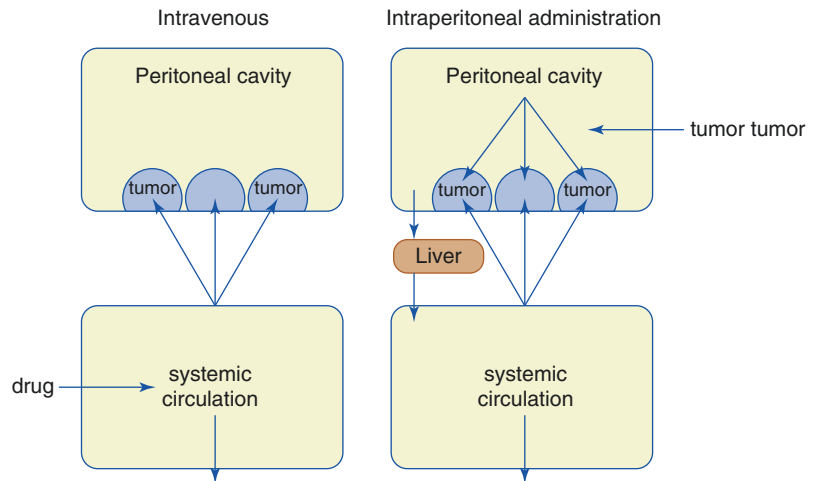 Intravenous
Intraperitoneal administration
Peritoneal cavity
Peritoneal cavity
tumor tumor
tumor
tumor
tumor
tumor
Liver
drug
systemic
circulation
systemic
circulation